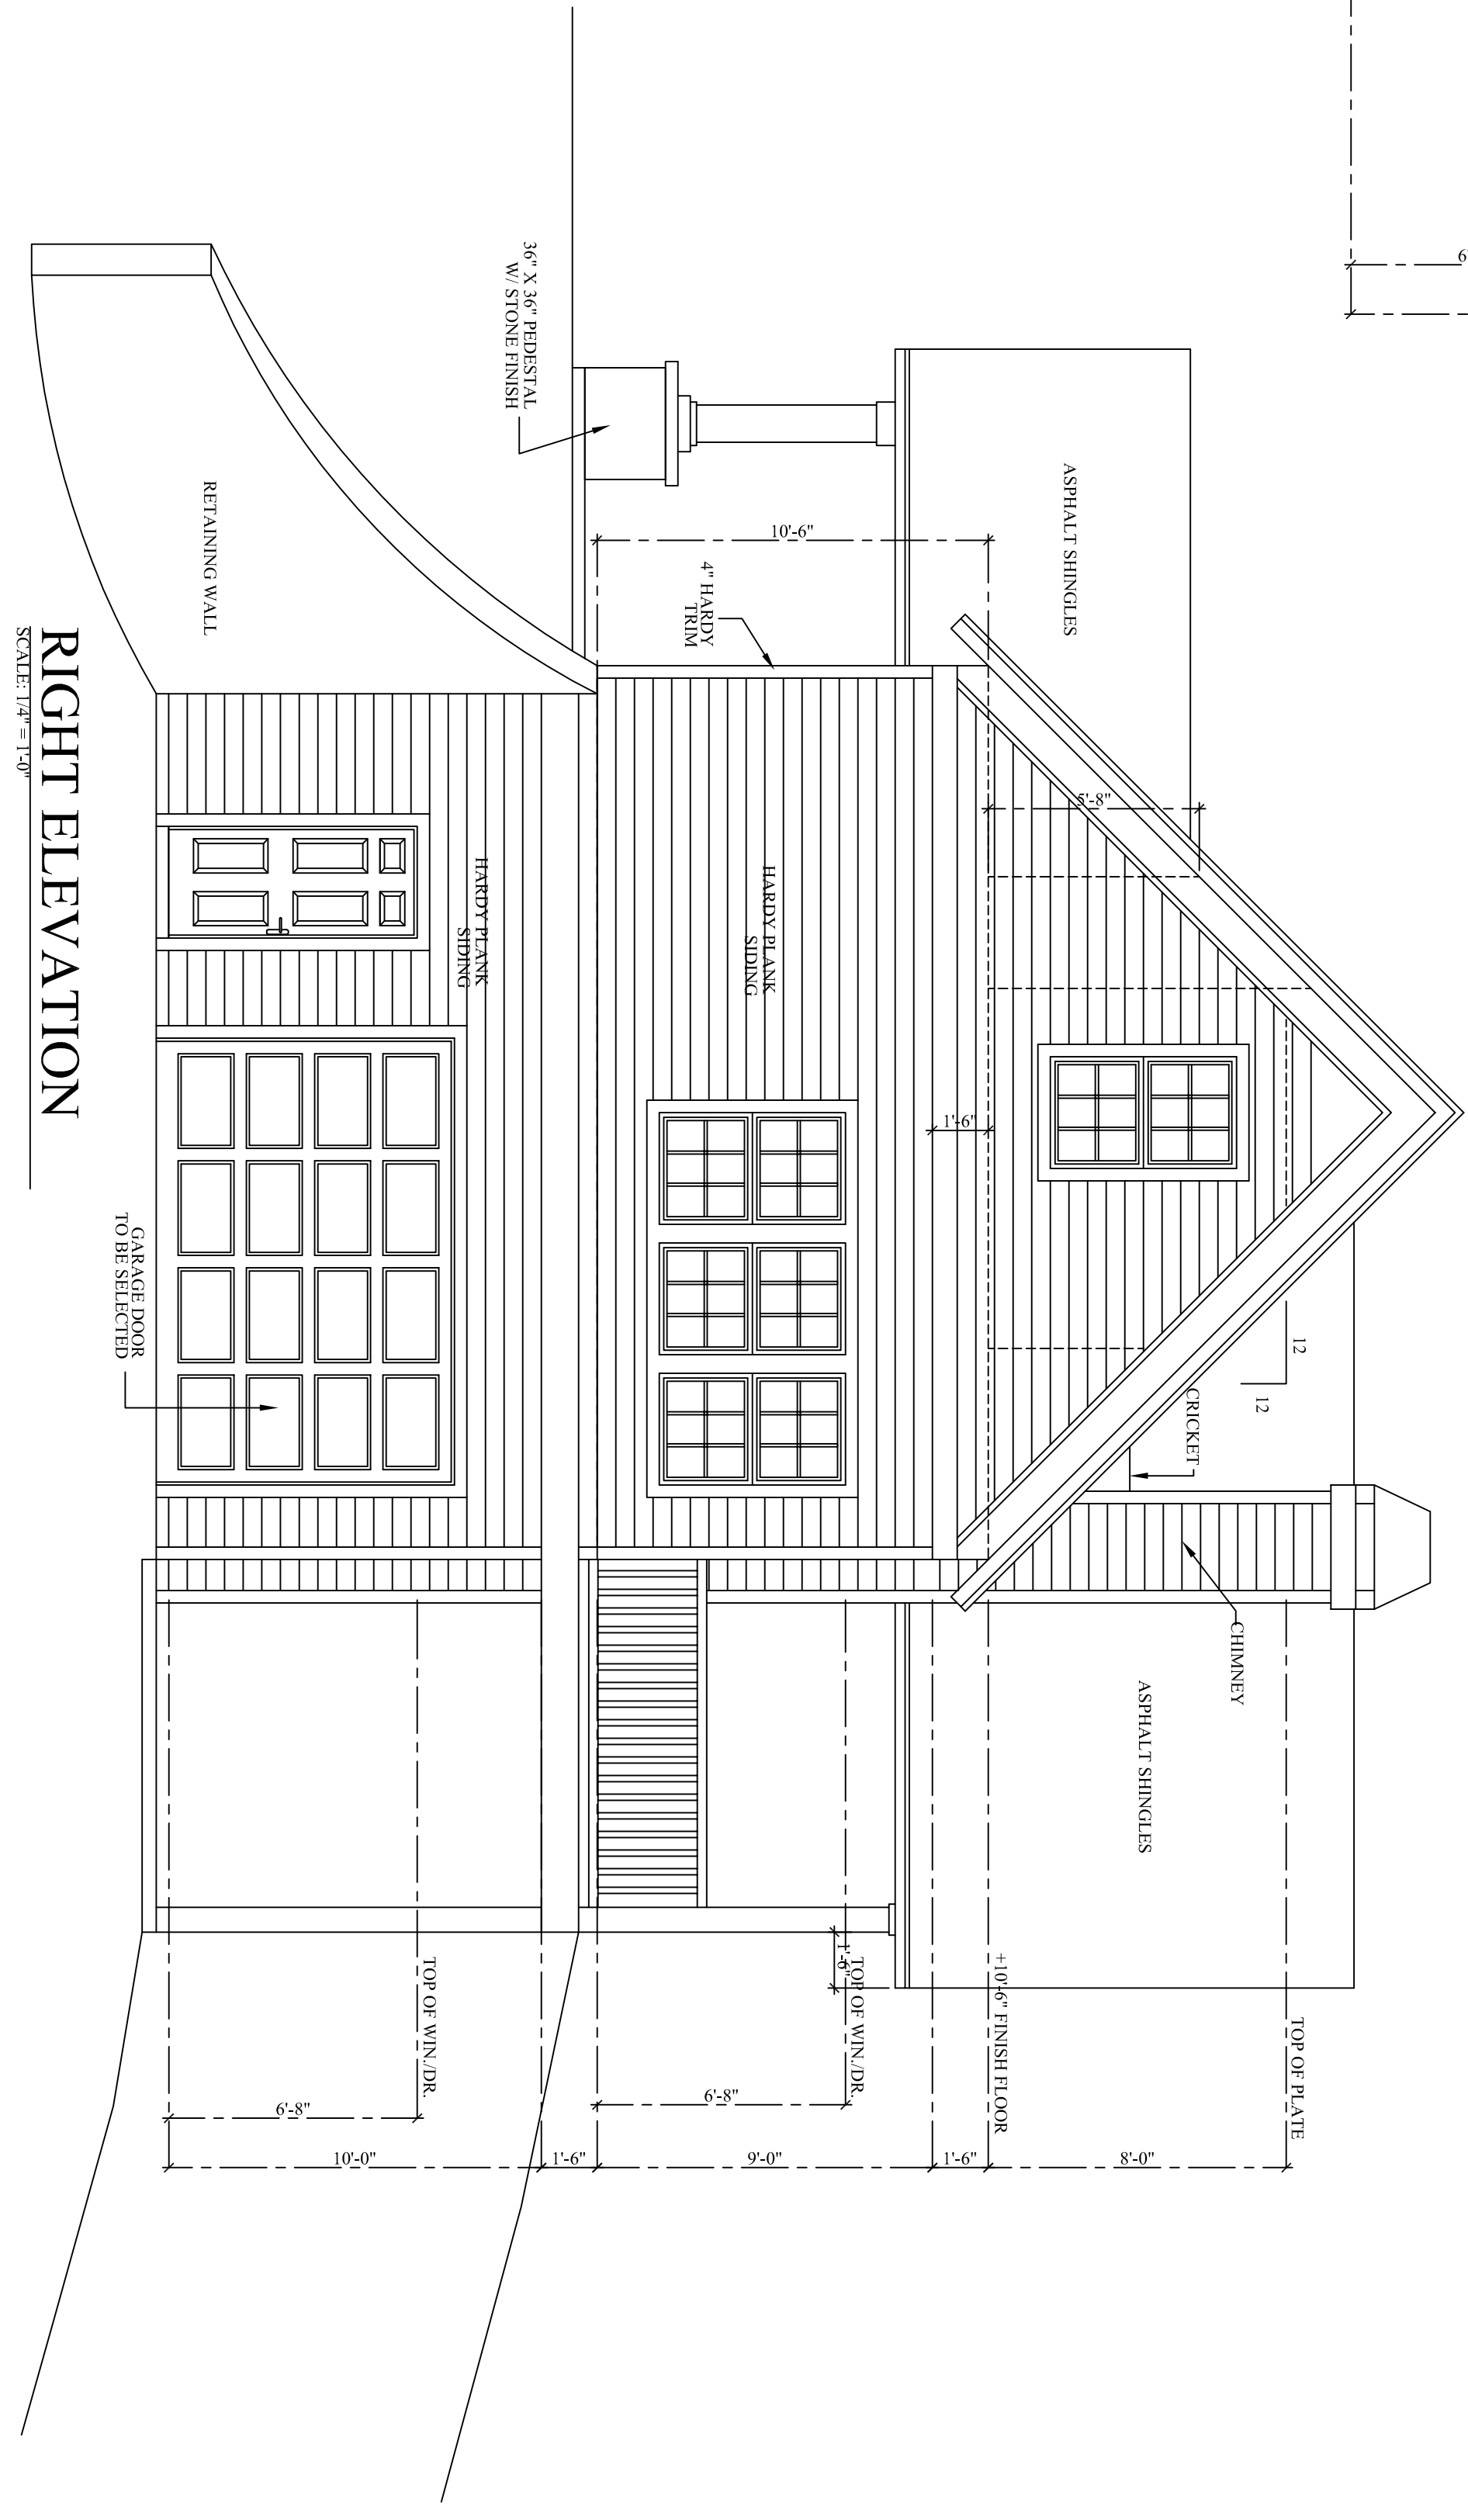 12
12
CRICKET
ASPHALT SHINGLES
5'-8"
CHIMNEY
ASPHALT SHINGLES
TOP OF PLATE
8'-0"
+10'-6" FINISH FLOOR
1'-6"
1'-6"
10'-6"
4" HARDY
TRIM
HARDY PLANK
SIDING
1'-6"
TOP OF WIN./DR.
6'-8"
9'-0"
36" X 36" PEDESTAL
W/ STONE FINISH
1'-6"
HARDY PLANK
SIDING
TOP OF WIN./DR.
6'-8"
10'-0"
RETAINING WALL
GARAGE DOOR
TO BE SELECTED
RIGHT ELEVATION
SCALE: 1/4" = 1'-0"